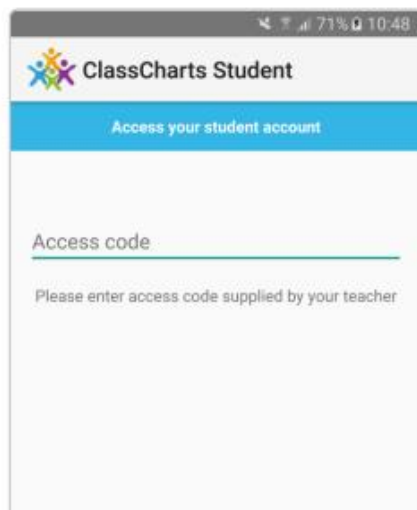 71% 10:48
ClassCharts Student
Access your student account
Access code
Please enter access code supplied by your teacher